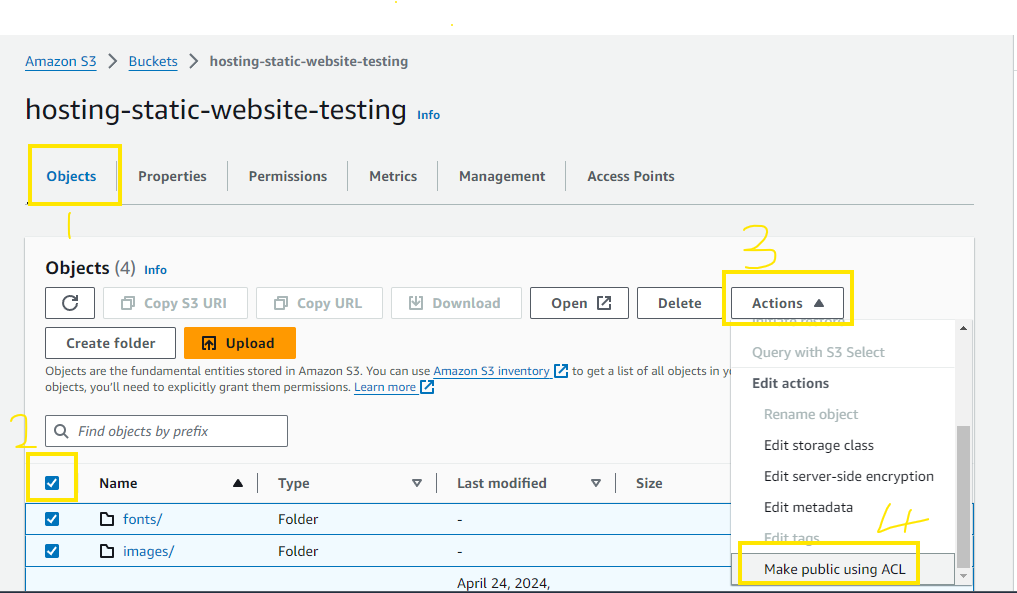 Amazon S3 > Buckets > hosting-static-website-testing
hosting-static-website-testing Info
Objects Properties Permissions Metrics Management Access Points
1
3
Objects (4) Info
Copy S3 URI Copy URL Download Open Delete Actions
Initiate restore
Create folder Upload
Query with S3 Select
Objects are the fundamental entities stored in Amazon S3. You can use Amazon S3 inventory to get a list of all objects in
objects, you'll need to explicitly grant them permissions. Learn more
Edit actions
Rename object
2
Find objects by prefix
Edit storage class
Name Type Last modified Size
Edit server-side encryption
Edit metadata
4
fonts/ Folder -
Edit tags
images/ Folder -
Make public using ACL
April 24, 2024,